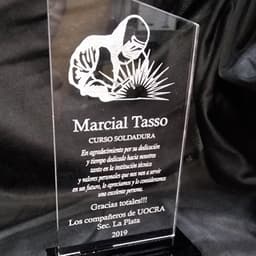 Marcial Tasso
CURSO SOLDADURA
En agradecimiento por su dedicación
y tiempo dedicado hacia nosotros
tanto en la institución técnica
y valores personales que nos van a servir
en un futuro, lo apreciamos y lo consideramos
una excelente persona.
Gracias totales!!!
Los compañeros de UOCRA
Sec. La Plata
2019